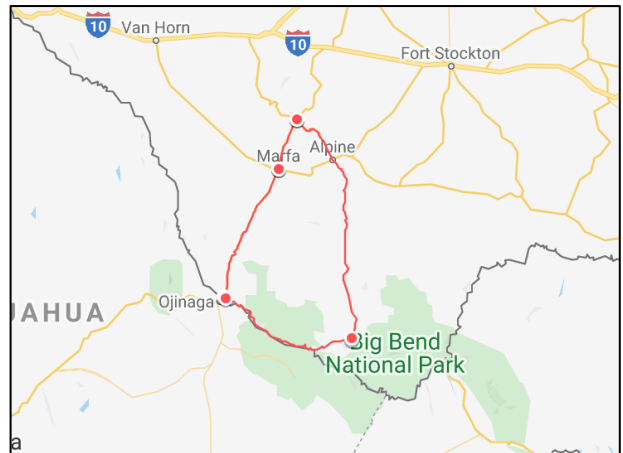 10
Van Horn
10
Fort Stockton
Marfa
Alpine
Ojinaga
UAHUA
Big Bend
National Park
a